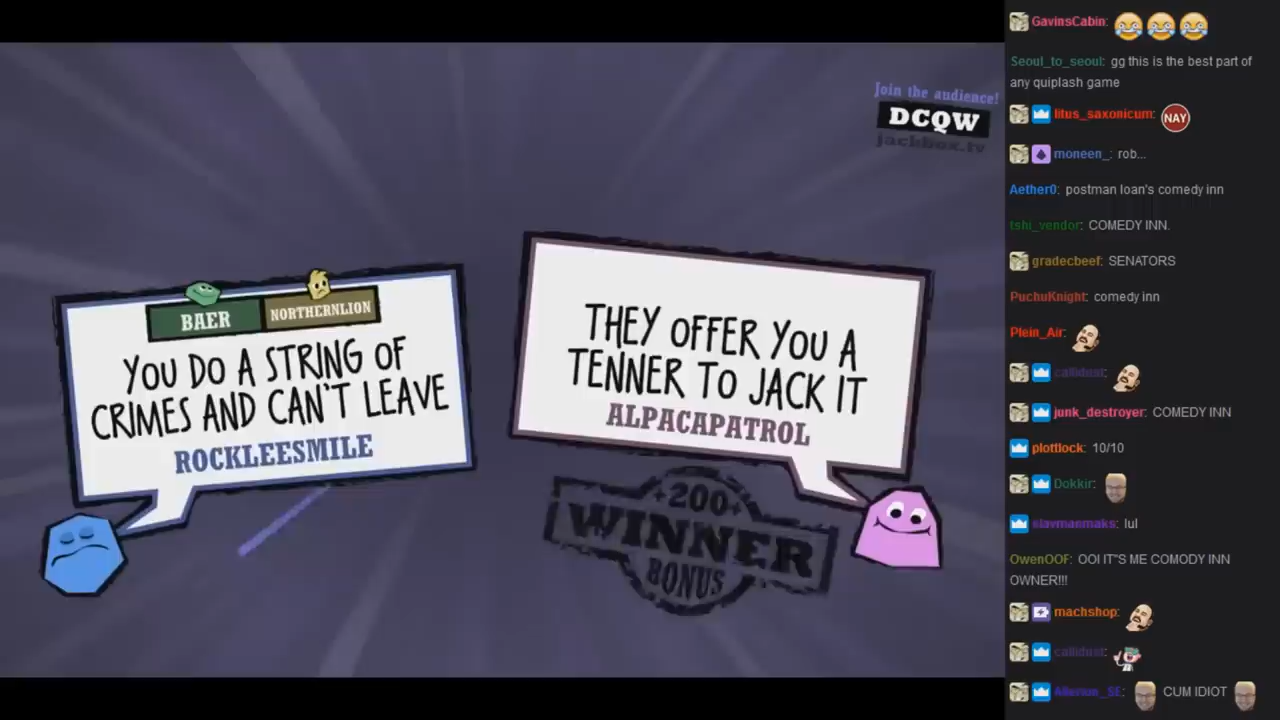 Join the audience!
DCQW
jackbox.tv
BAER
NORTHERNLION
YOU DO A STRING OF
CRIMES AND CAN'T LEAVE
ROCKLEESMILE
THEY OFFER YOU A
TENNER TO JACK IT
ALPACAPATROL
+200+
WINNER
BONUS
GavinsCabin:
Seoul_to_seoul: gg this is the best part of
any quiplash game
litus_saxonicum: NAY
moneen_: rob...
Aether0: postman loan's comedy inn
tshi_vendor: COMEDY INN.
gradecbeef: SENATORS
PuchuKnight: comedy inn
Plein_Air:
callidust:
junk_destroyer: COMEDY INN
plottlock: 10/10
Dokkir:
slavmanmaks: lul
OwenOOF: OOI IT"S ME COMODY INN
OWNER!!!
machshop:
callidust:
CUM IDIOT